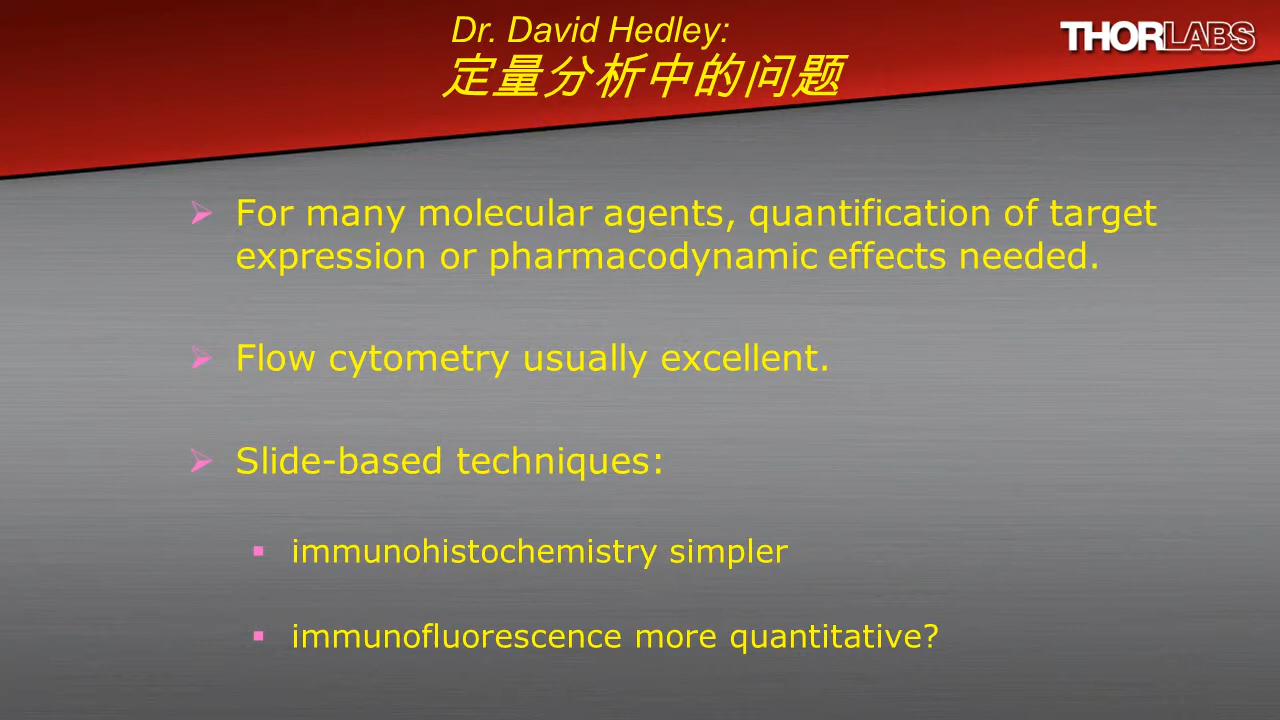 Dr. David Hedley:
定量分析中的问题
THORLABS
For many molecular agents, quantification of target
expression or pharmacodynamic effects needed.
Flow cytometry usually excellent.
Slide-based techniques:
immunohistochemistry simpler
immunofluorescence more quantitative?